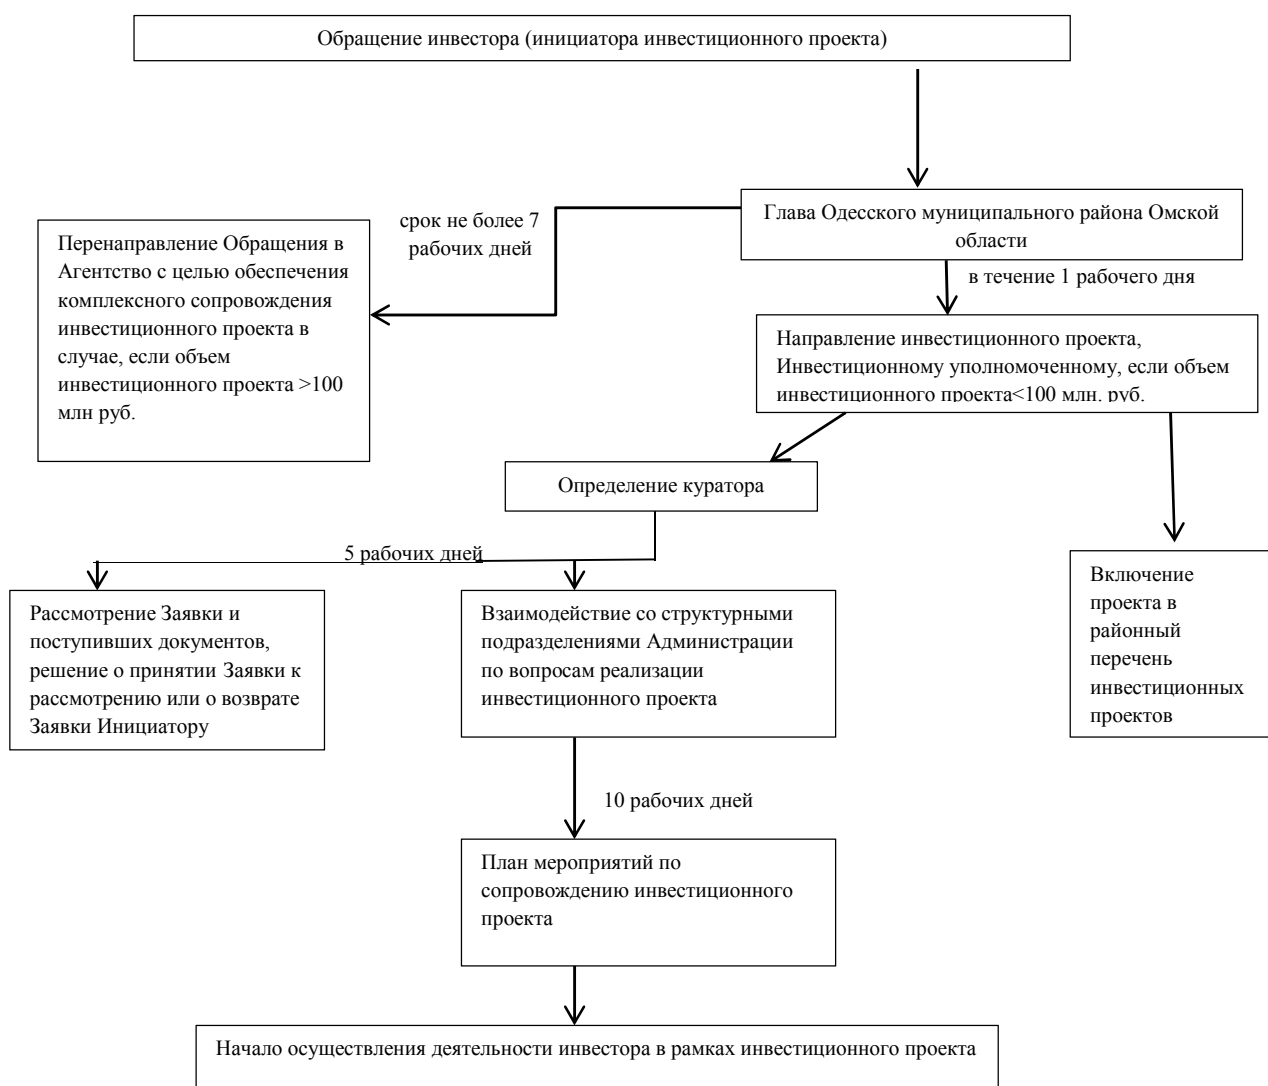 Обращение инвестора (инициатора инвестиционного проекта)
Глава Одесского муниципального района Омской
области
срок не более 7
рабочих дней
Перенаправление Обращения в
Агентство с целью обеспечения
комплексного сопровождения
инвестиционного проекта в
случае, если объем
инвестиционного проекта >100
млн руб.
в течение 1 рабочего дня
Направление инвестиционного проекта,
Инвестиционному уполномоченному, если объем
инвестиционного проекта<100 млн. руб.
Определение куратора
5 рабочих дней
Рассмотрение Заявки и
поступивших документов,
решение о принятии Заявки к
рассмотрению или о возврате
Заявки Инициатору
Взаимодействие со структурными
подразделениями Администрации
по вопросам реализации
инвестиционного проекта
Включение
проекта в
районный
перечень
инвестиционных
проектов
10 рабочих дней
План мероприятий по
сопровождению инвестиционного
проекта
Начало осуществления деятельности инвестора в рамках инвестиционного проекта